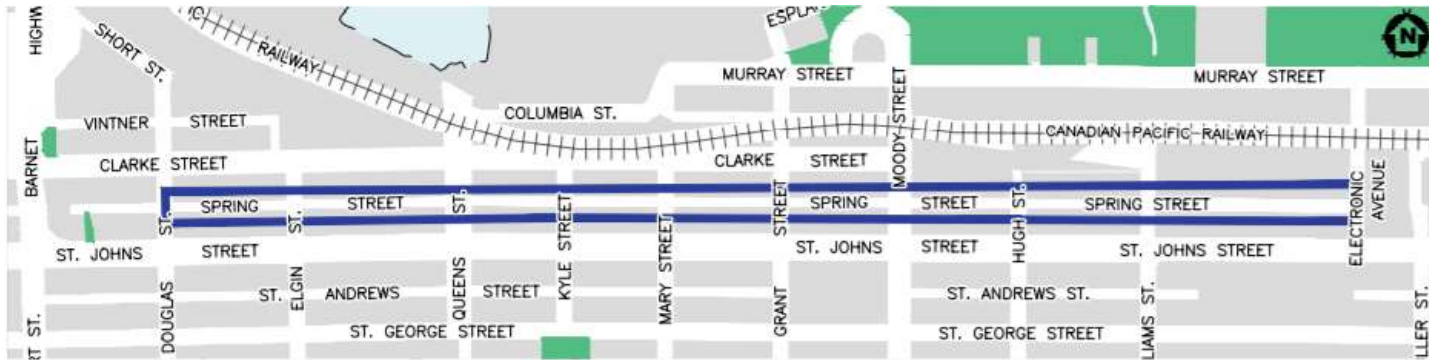 HIGHW
SHORT ST.
RAILWAY
ESPLA
N
MURRAY STREET
MURRAY STREET
COLUMBIA ST.
VINTNER STREET
MOODY STREET
CANADIAN PACIFIC RAILWAY
BARNET
CLARKE STREET
CLARKE STREET
ELECTRONIC
AVENUE
SPRING STREET
SPRING STREET
SPRING STREET
DOUGLAS ST.
ELGIN ST.
QUEENS ST.
KYLE STREET
MARY STREET
GRANT STREET
HUGH ST.
ST. JOHNS STREET
ST. JOHNS STREET
ST. JOHNS STREET
ST. ANDREWS STREET
ST. ANDREWS ST.
LIAMS ST.
LLER ST.
RT ST.
ST. GEORGE STREET
ST. GEORGE STREET